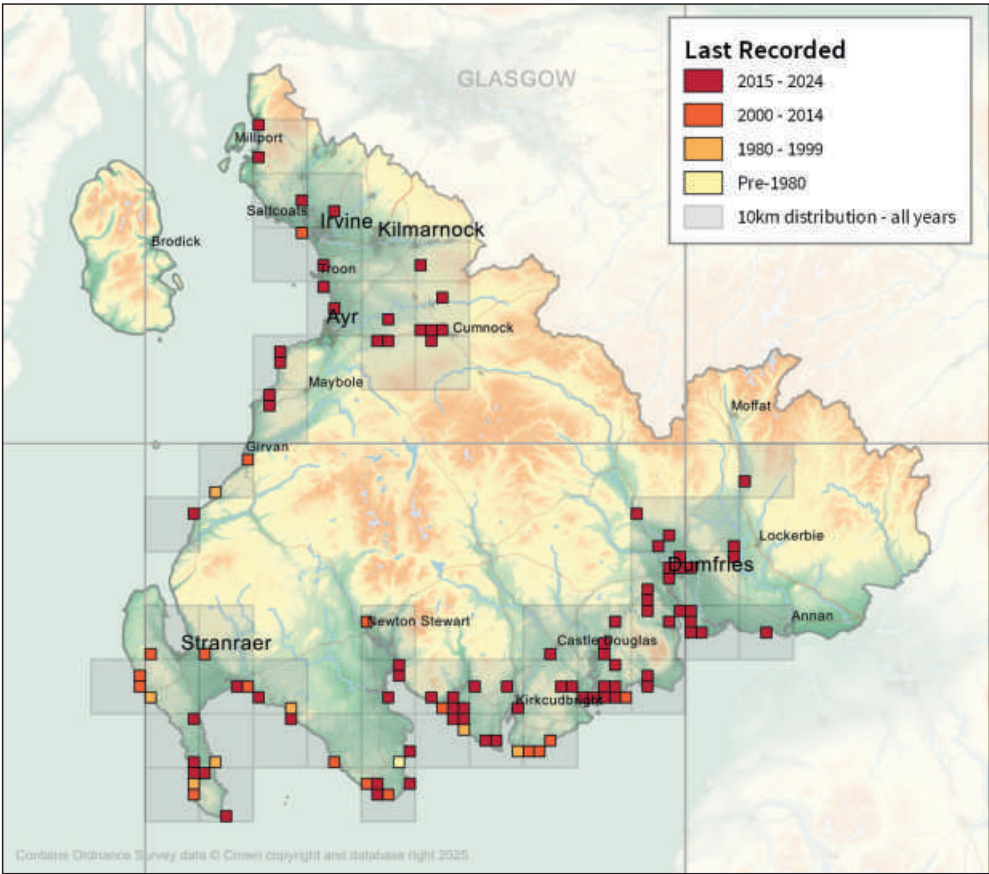 GLASGOW
Last Recorded
2015 - 2024
2000 - 2014
1980 - 1999
Pre-1980
10km distribution - all years
Millport
Saltcoats
Irvine
Kilmarnock
Brodick
Troon
Ayr
Cumnock
Maybole
Moffat
Girvan
Lockerbie
Dumfries
Newton Stewart
Annan
Stranraer
Castle Douglas
Kirkcudbright
Contains Ordnance Survey data © Crown copyright and database right 2025